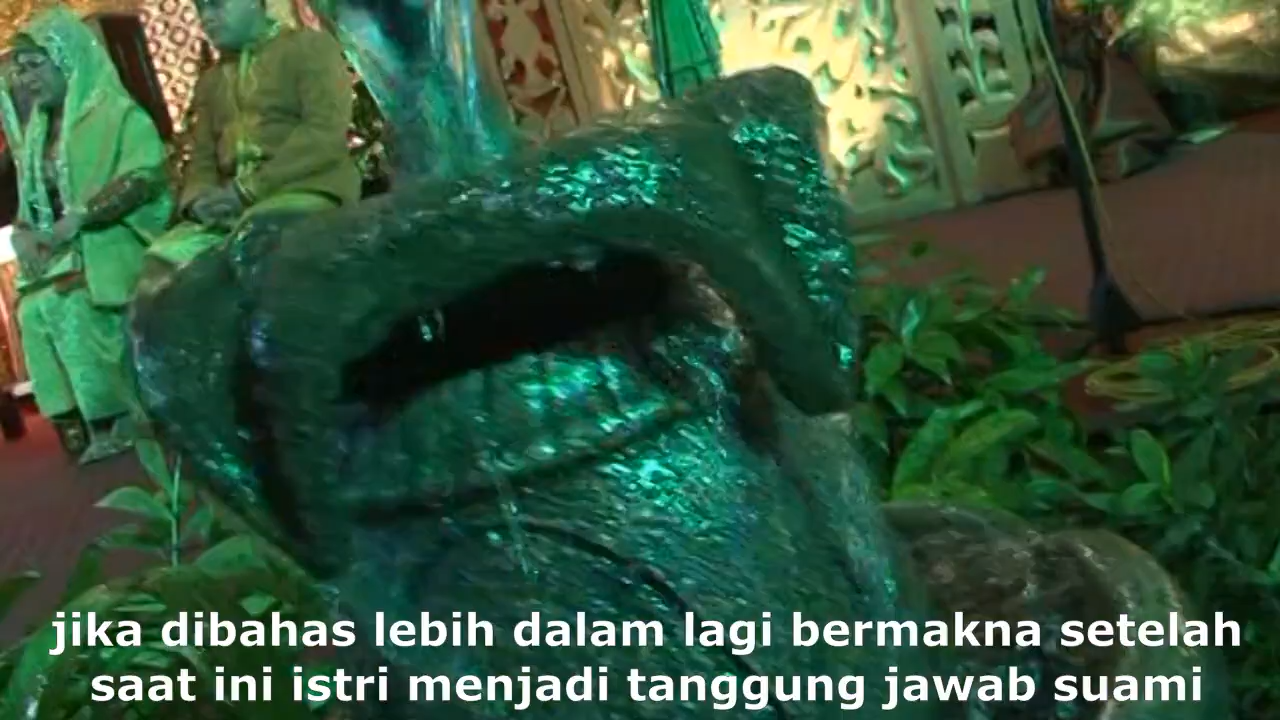 jika dibahas lebih dalam lagi bermakna setelah
saat ini istri menjadi tanggung jawab suami